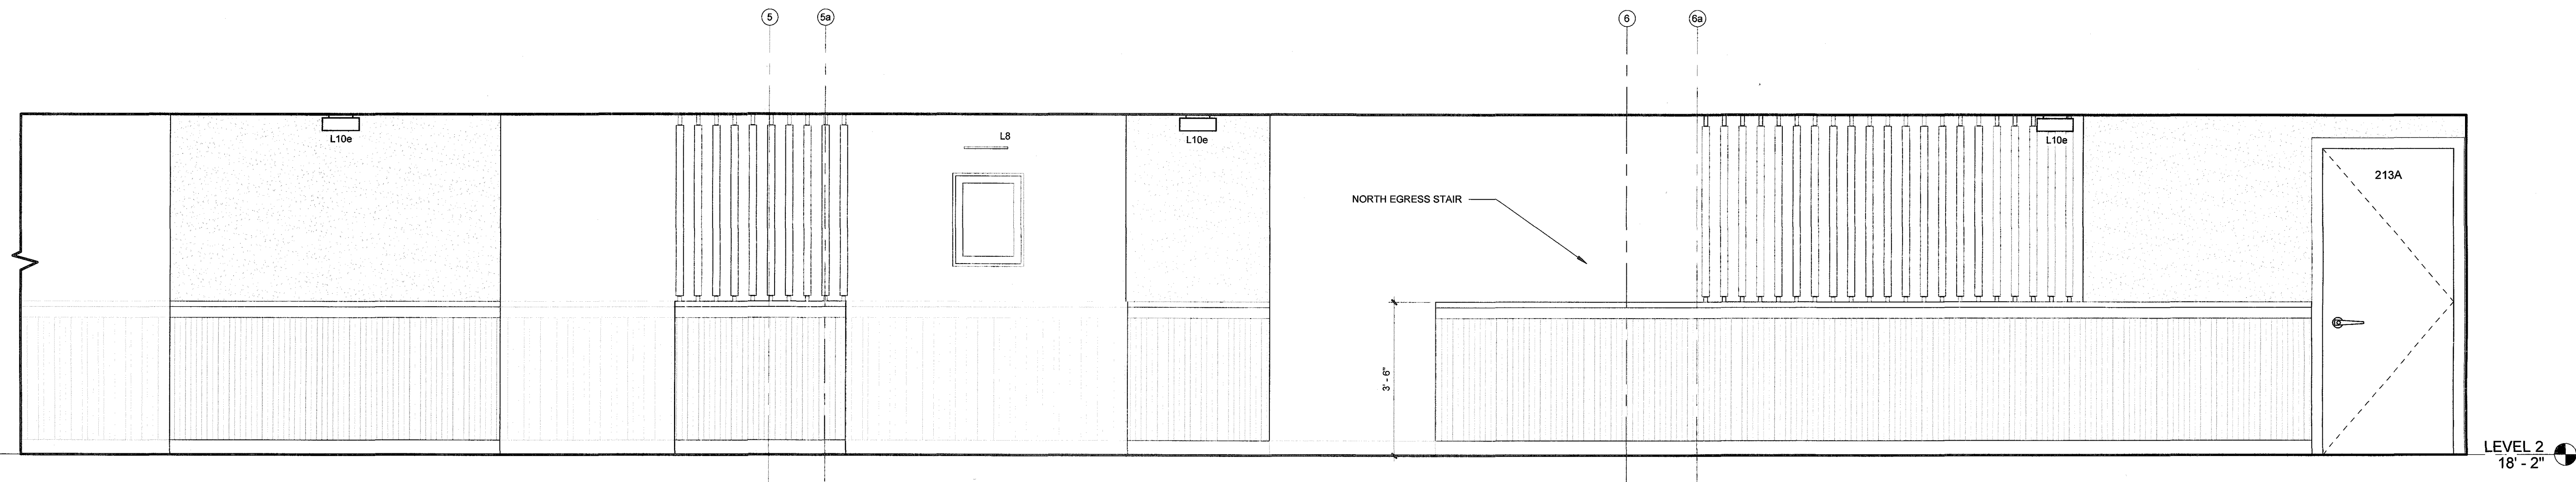 5
5a
6
6a
L10e
L8
L10e
L10e
213A
NORTH EGRESS STAIR
3' - 6"
LEVEL 2
18' - 2"